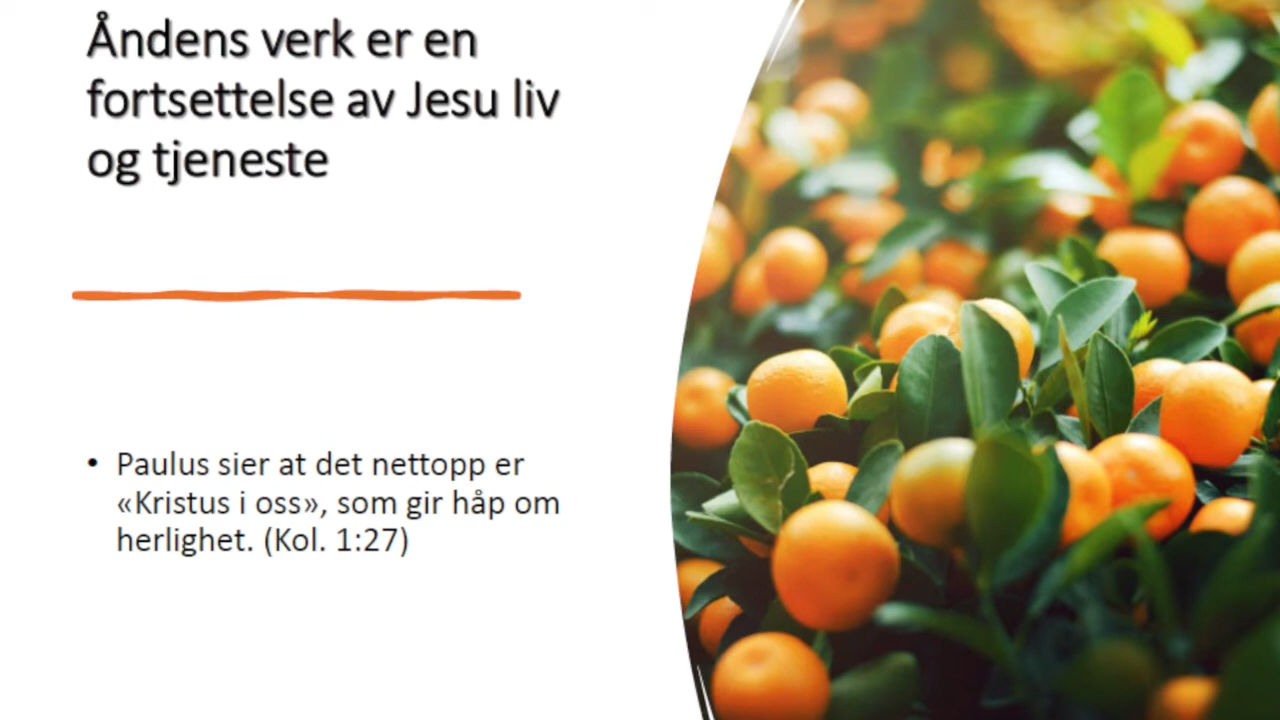 Åndens verk er en
fortsettelse av Jesu liv
og tjeneste
• Paulus sier at det nettopp er
«Kristus i oss», som gir håp om
herlighet. (Kol. 1:27)